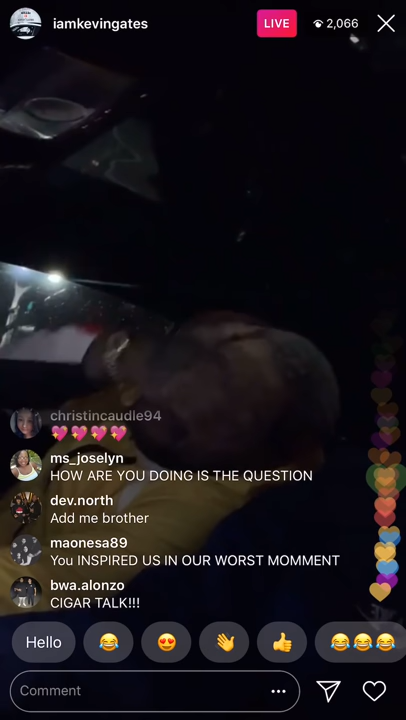 iamkevingates
LIVE
2,066
christincaudle94
💖💖💖💖
ms_joselyn
HOW ARE YOU DOING IS THE QUESTION
dev.north
Add me brother
maonesa89
You INSPIRED US IN OUR WORST MOMMENT
bwa.alonzo
CIGAR TALK!!!
Hello 😂 😍 👋 👍 😂😂😂
Comment